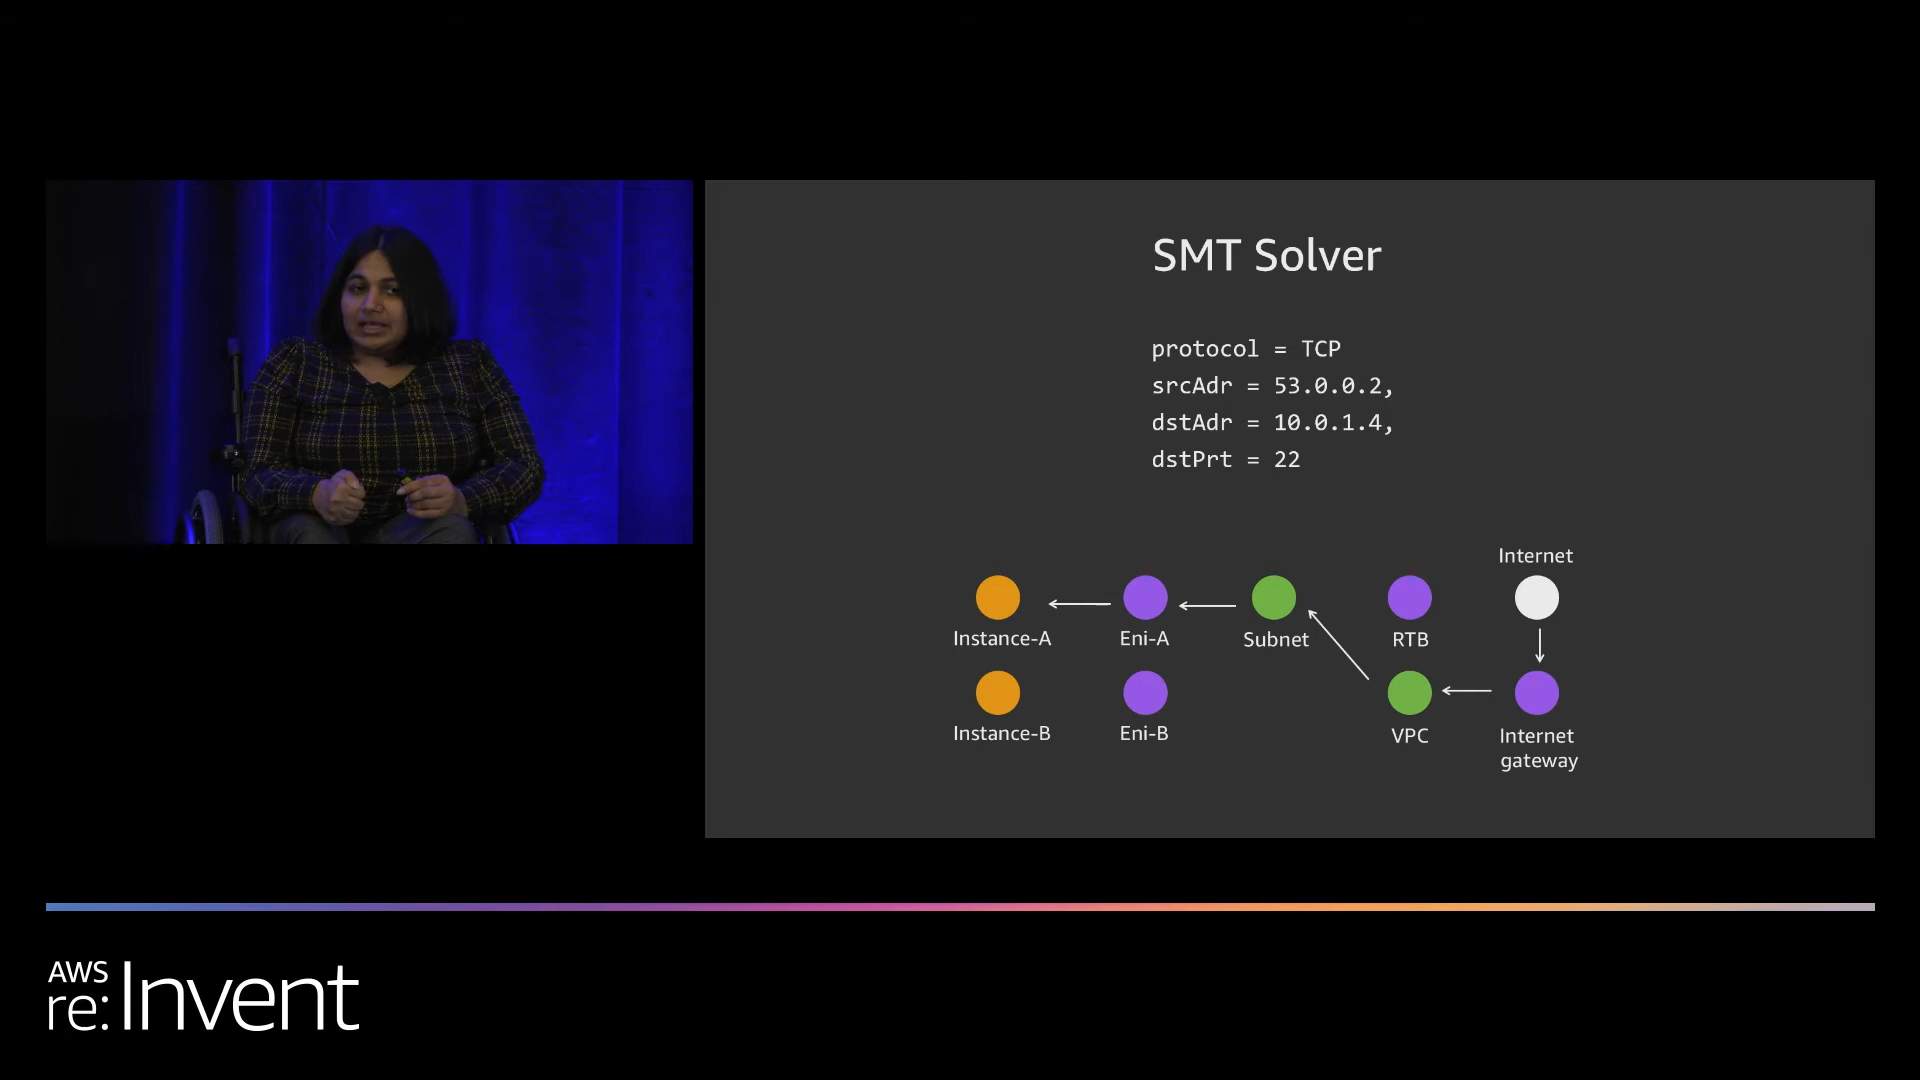 SMT Solver
protocol = TCP
srcAdr = 53.0.0.2,
dstAdr = 10.0.1.4,
dstPrt = 22
Internet
Instance-A
Eni-A
Subnet
RTB
Instance-B
Eni-B
VPC
Internet
gateway
AWS
re:Invent